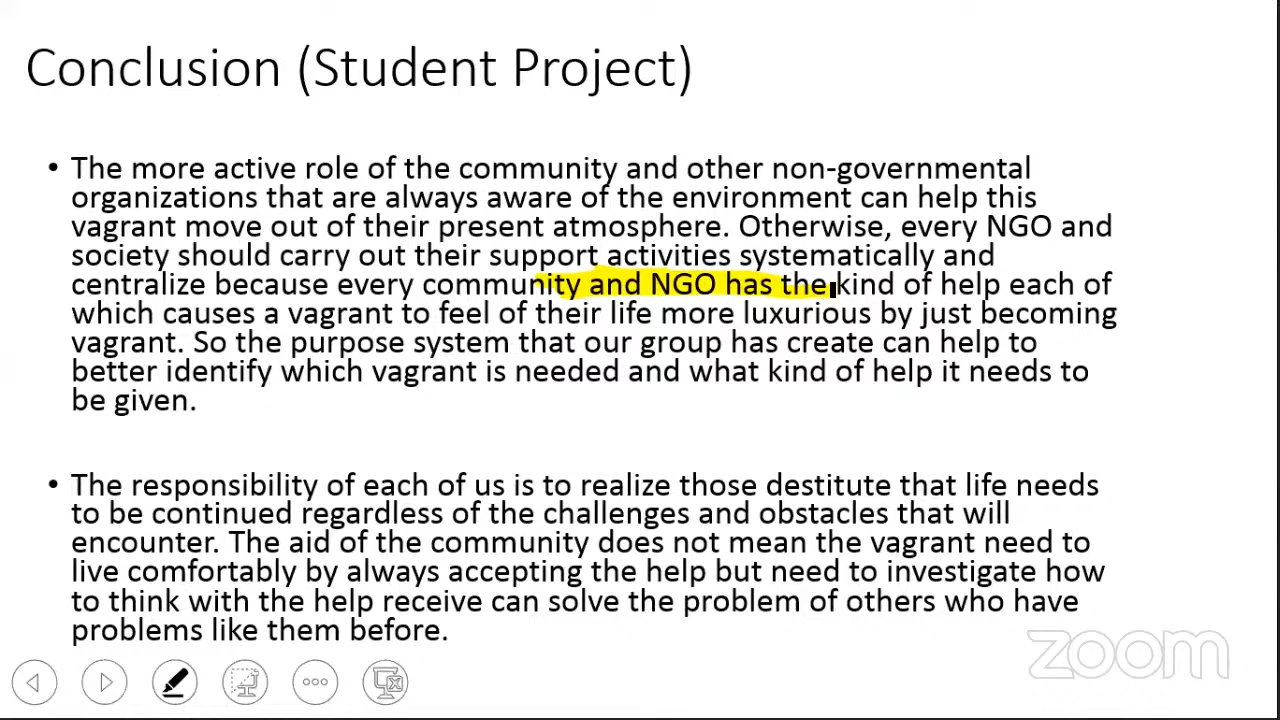 Conclusion (Student Project)
• The more active role of the community and other non-governmental
organizations that are always aware of the environment can help this
vagrant move out of their present atmosphere. Otherwise, every NGO and
society should carry out their support activities systematically and
centralize because every community and NGO has the kind of help each of
which causes a vagrant to feel of their life more luxurious by just becoming
vagrant. So the purpose system that our group has create can help to
better identify which vagrant is needed and what kind of help it needs to
be given.
• The responsibility of each of us is to realize those destitute that life needs
to be continued regardless of the challenges and obstacles that will
encounter. The aid of the community does not mean the vagrant need to
live comfortably by always accepting the help but need to investigate how
to think with the help receive can solve the problem of others who have
problems like them before.
zoom